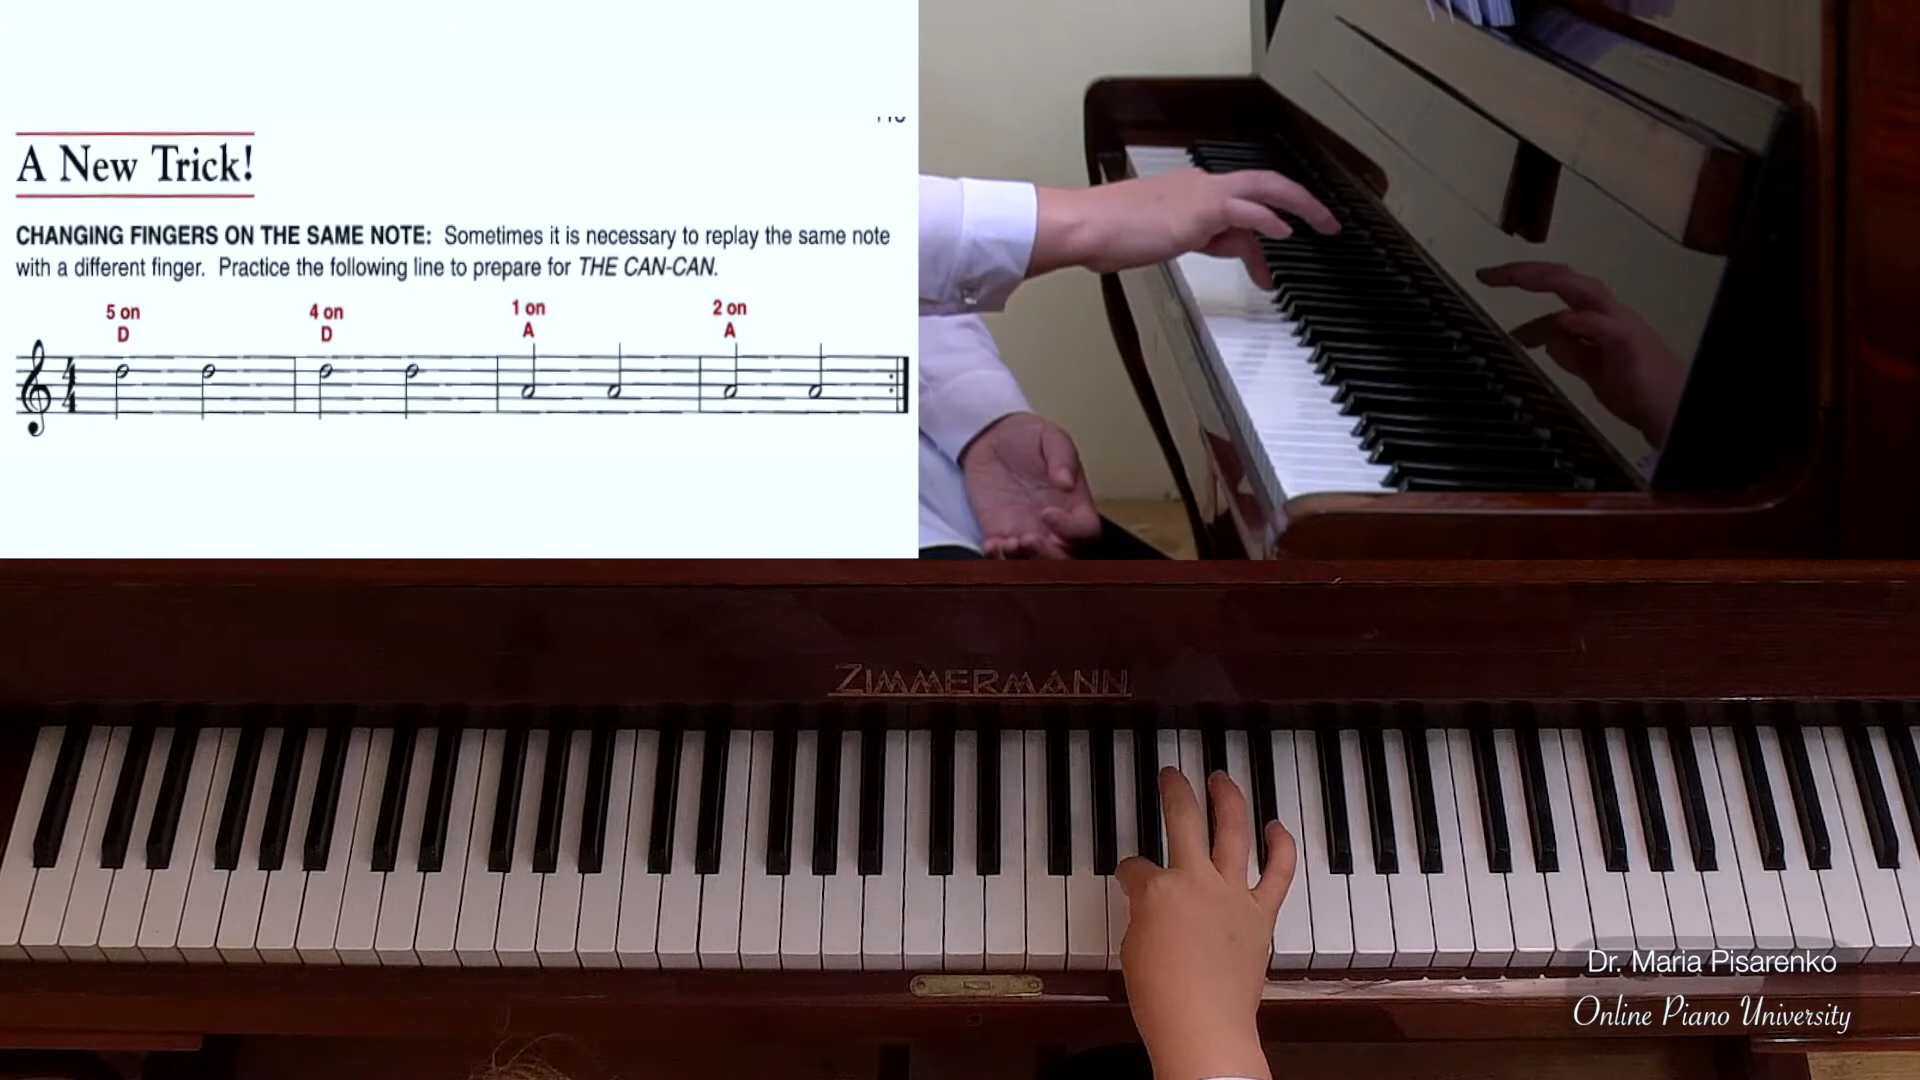 A New Trick!
CHANGING FINGERS ON THE SAME NOTE: Sometimes it is necessary to replay the same note
with a different finger. Practice the following line to prepare for THE CAN-CAN.
5 on 4 on 1 on 2 on
D D A A
4
4
ZIMMERMANN
Dr. Maria Pisarenko
Online Piano University